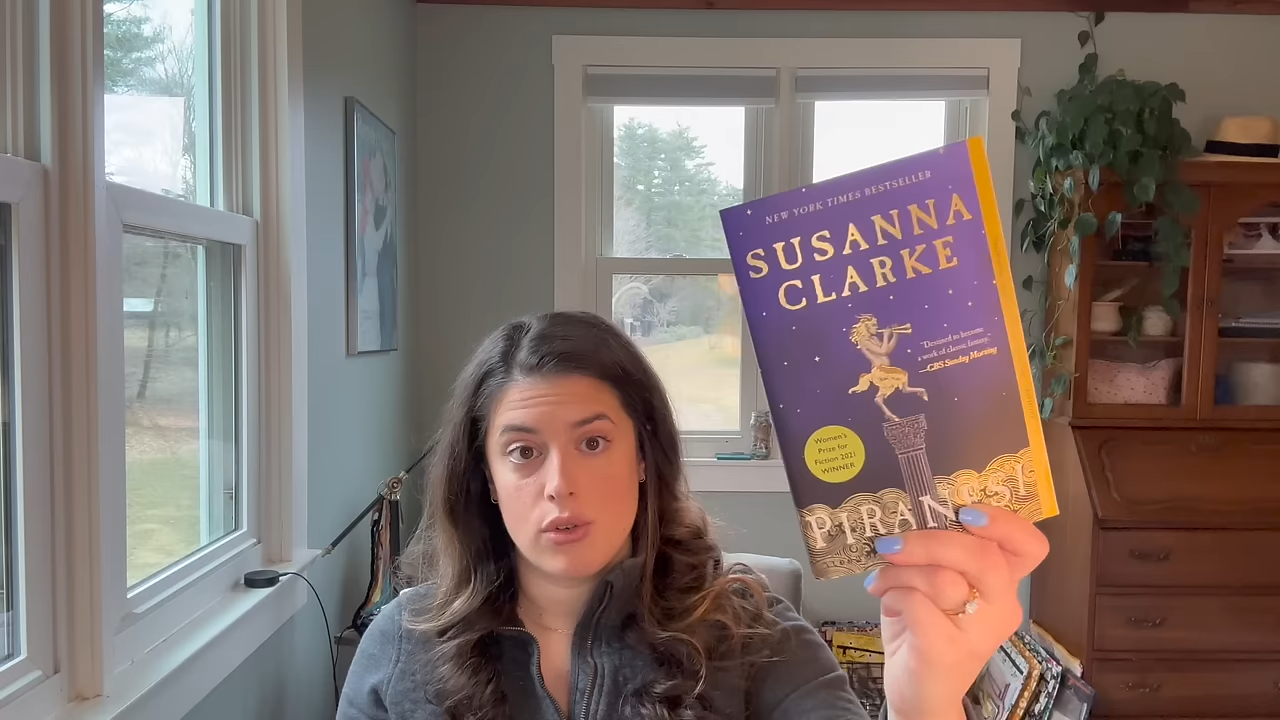 NEW YORK TIMES BESTSELLER
SUSANNA
CLARKE
"Destined to become
a work of classic fantasy."
—CBS Sunday Morning
Women's
Prize for
Fiction 2021
WINNER
PIRANESI